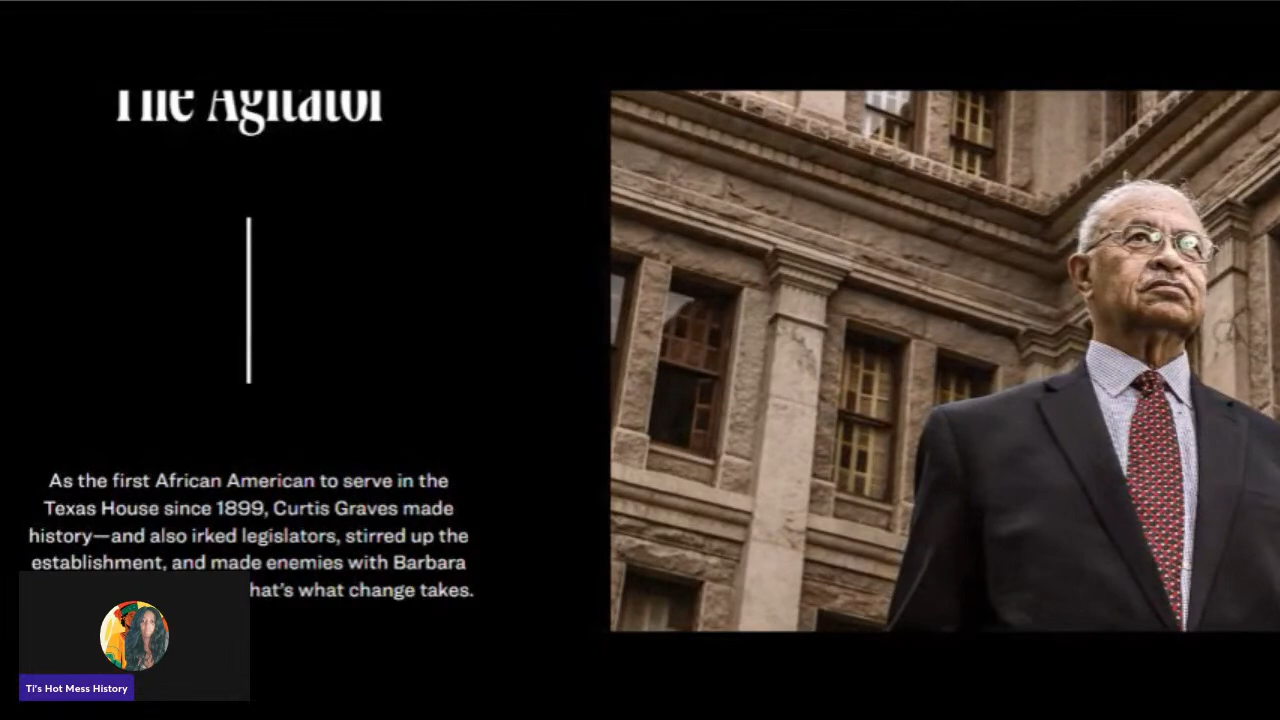 The Agitator
As the first African American to serve in the
Texas House since 1899, Curtis Graves made
history—and also irked legislators, stirred up the
establishment, and made enemies with Barbara
hat's what change takes.
TI's Hot Mess History